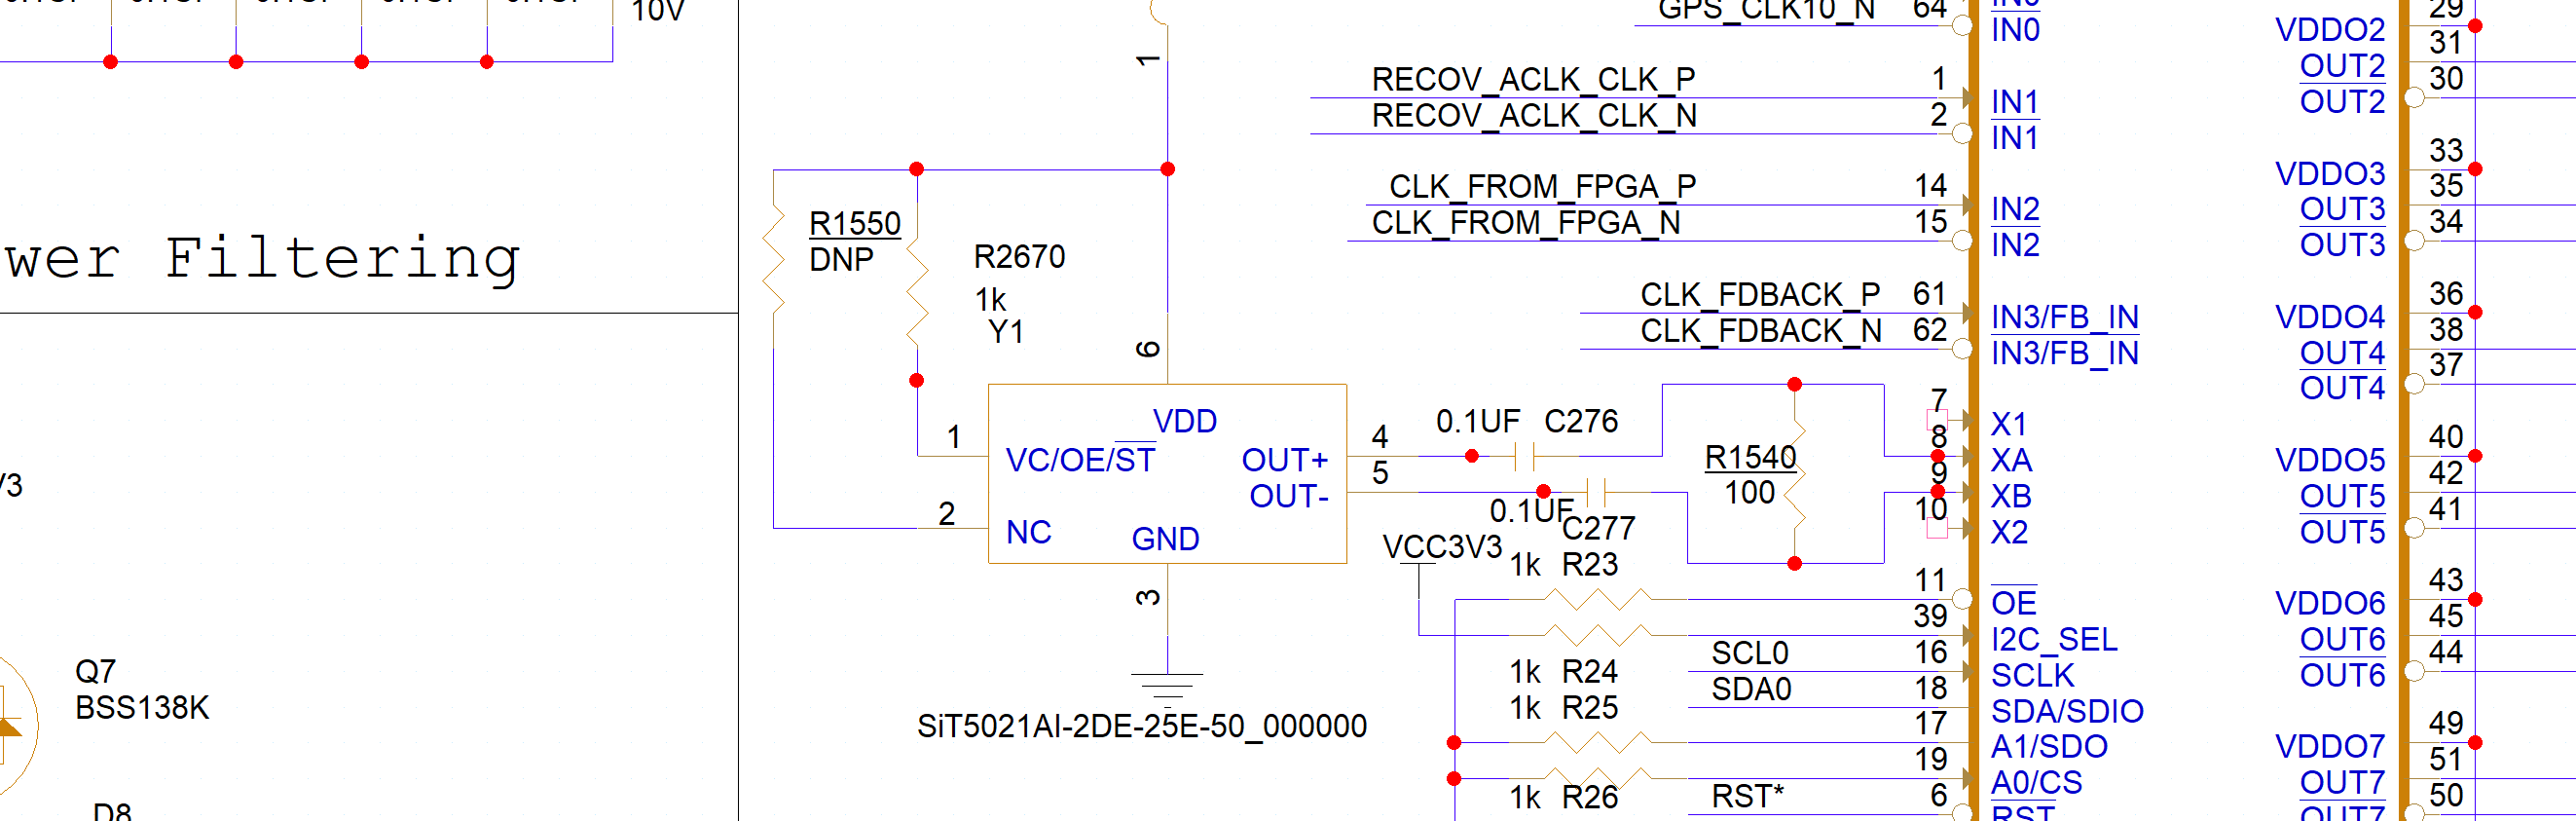 10V
wer Filtering
V3
Q7
BSS138K
D8
1
R1550
DNP
R2670
1k
Y1
6
1
VC/OE/ST
VDD
OUT+
4
OUT-
5
2
NC
GND
3
SiT5021AI-2DE-25E-50_000000
0.1UF C276
0.1UF
C277
R1540
100
VCC3V3
1k R23
1k R24
1k R25
1k R26
GPS_CLK10_N 64
IN0
RECOV_ACLK_CLK_P 1
IN1
RECOV_ACLK_CLK_N 2
IN1
CLK_FROM_FPGA_P 14
IN2
CLK_FROM_FPGA_N 15
IN2
CLK_FDBACK_P 61
IN3/FB_IN
CLK_FDBACK_N 62
IN3/FB_IN
7
X1
8
XA
9
XB
10
X2
11
OE
39
I2C_SEL
SCL0 16
SCLK
SDA0 18
SDA/SDIO
17
A1/SDO
19
A0/CS
RST* 6
RST
29
VDDO2
31
OUT2
30
OUT2
33
VDDO3
35
OUT3
34
OUT3
36
VDDO4
38
OUT4
37
OUT4
40
VDDO5
42
OUT5
41
OUT5
43
VDDO6
45
OUT6
44
OUT6
49
VDDO7
51
OUT7
50
OUT7